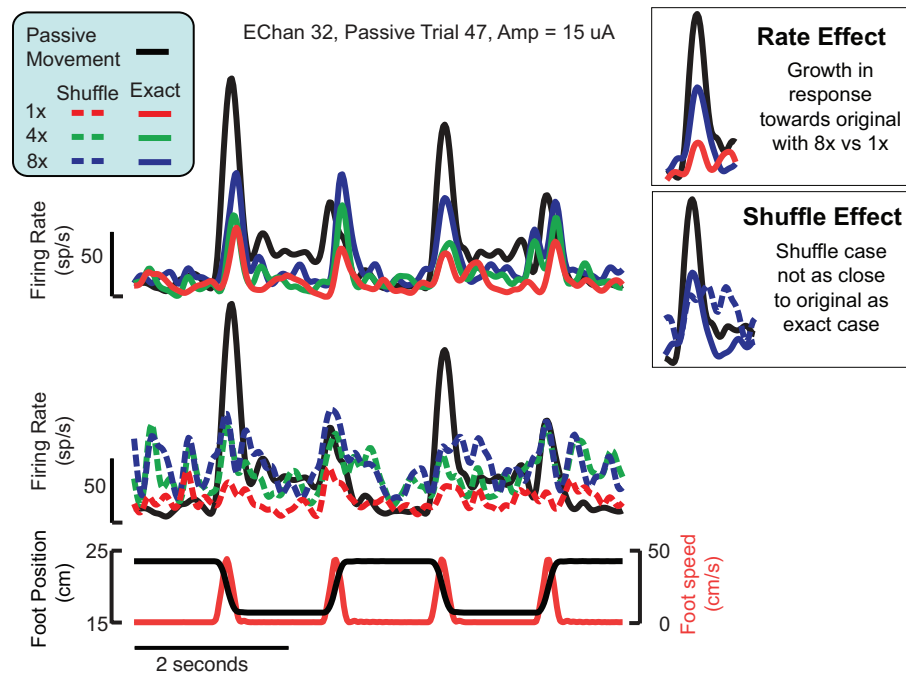 EChan 32, Passive Trial 47, Amp = 15 uA
Passive
Movement
Shuffle Exact
1x
4x
8x
Rate Effect
Growth in
response
towards original
with 8x vs 1x
Shuffle Effect
Shuffle case
not as close
to original as
exact case
Firing Rate
(sp/s)
50
Firing Rate
(sp/s)
50
Foot Position
(cm)
25
15
50
0
Foot speed
(cm/s)
2 seconds